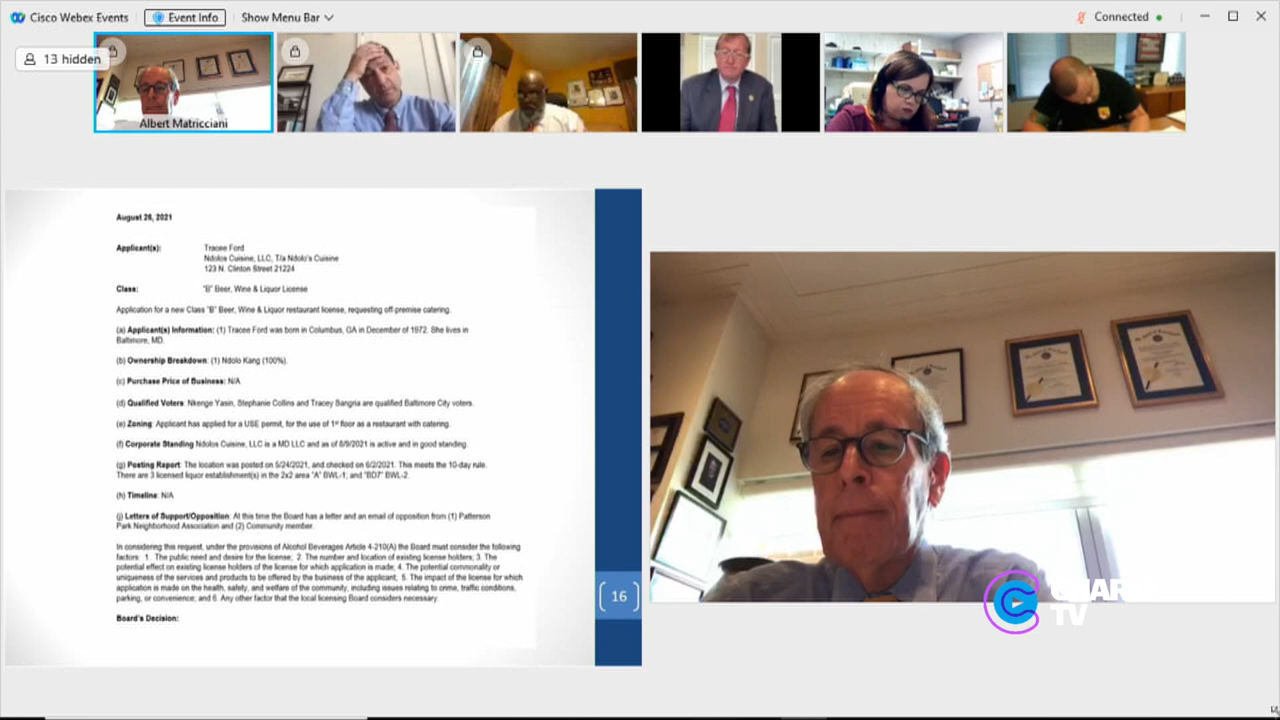 Cisco Webex Events
Event Info
Show Menu Bar
Connected
13 hidden
Albert Matricciani
August 26, 2021
Applicant(s): Tracee Ford
Ndolos Cuisine, LLC, T/a Ndolo's Cuisine
123 N. Clinton Street 21224
Class: "B" Beer, Wine & Liquor License
Application for a new Class "B" Beer, Wine & Liquor restaurant license, requesting off-premise catering.
(a) Applicant(s) Information: (1) Tracee Ford was born in Columbus, GA in December of 1972. She lives in
Baltimore, MD.
(b) Ownership Breakdown: (1) Ndolo Kang (100%).
(c) Purchase Price of Business: N/A
(d) Qualified Voters: Nkenge Yasin, Stephanie Collins and Tracey Sangria are qualified Baltimore City voters.
(e) Zoning: Applicant has applied for a USE permit, for the use of 1st floor as a restaurant with catering.
(f) Corporate Standing Ndolos Cuisine, LLC is a MD LLC and as of 8/9/2021 is active and in good standing.
(g) Posting Report: The location was posted on 5/24/2021, and checked on 6/2/2021. This meets the 10-day rule.
There are 3 licensed liquor establishment(s) in the 2x2 area "A" BWL-1; and "BD7" BWL-2.
(h) Timeline: N/A
(j) Letters of Support/Opposition: At this time the Board has a letter and an email of opposition from (1) Patterson
Park Neighborhood Association and (2) Community member.
In considering this request, under the provisions of Alcohol Beverages Article 4-210(A) the Board must consider the following
factors: 1. The public need and desire for the license; 2. The number and location of existing license holders; 3. The
potential effect on existing license holders of the license for which application is made; 4. The potential commonality or
uniqueness of the services and products to be offered by the business of the applicant; 5. The impact of the license for which
application is made on the health, safety, and welfare of the community, including issues relating to crime, traffic conditions,
parking, or convenience; and 6. Any other factor that the local licensing Board considers necessary.
Board's Decision:
16
TV